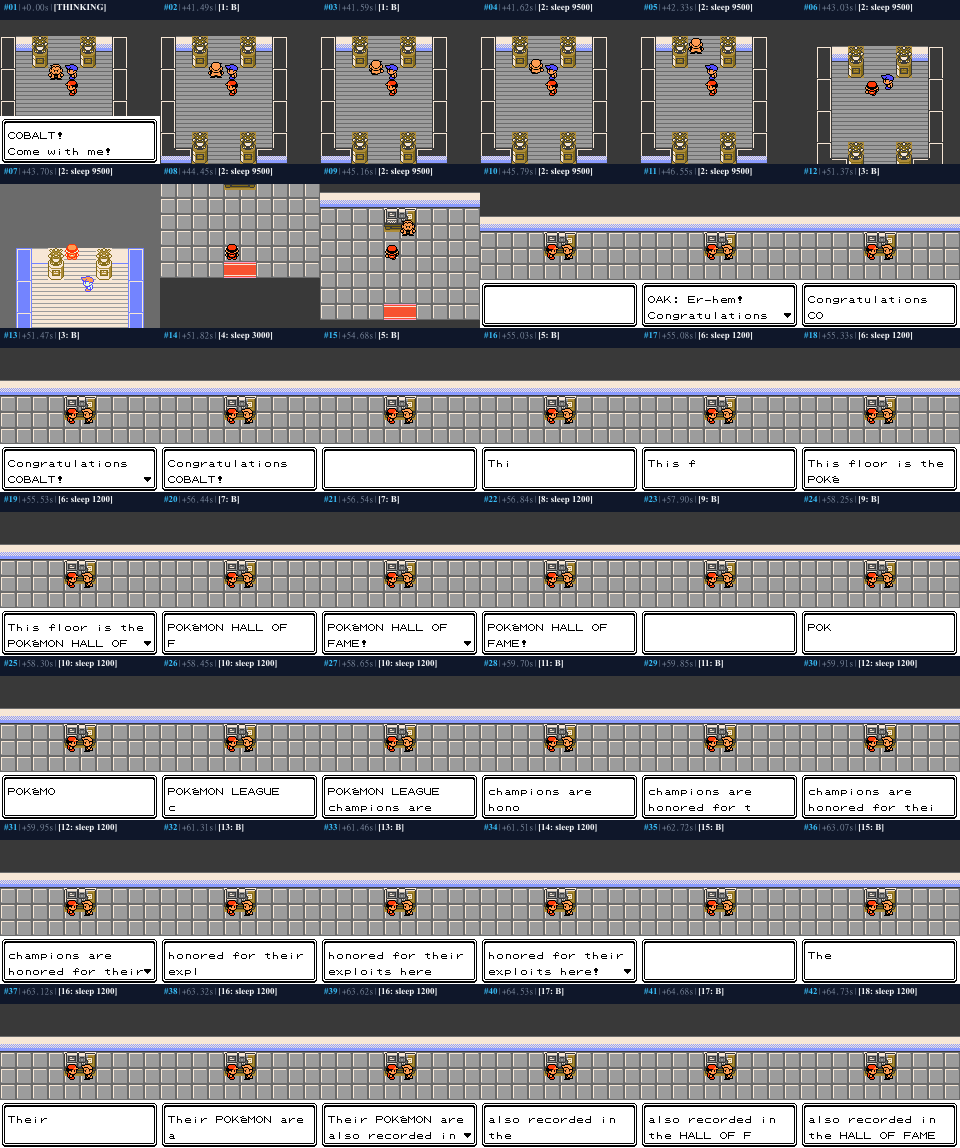 #01|+0.00s|[THINKING]
#02|+41.49s|[1: B]
#03|+41.59s|[1: B]
#04|+41.62s|[2: sleep 9500]
#05|+42.33s|[2: sleep 9500]
#06|+43.03s|[2: sleep 9500]
COBALT!
Come with me!
#07|+43.70s|[2: sleep 9500]
#08|+44.45s|[2: sleep 9500]
#09|+45.16s|[2: sleep 9500]
#10|+45.79s|[2: sleep 9500]
#11|+46.55s|[2: sleep 9500]
#12|+51.37s|[3: B]
OAK: Er-hem!
Congratulations
Congratulations
CO
#13|+51.47s|[3: B]
#14|+51.82s|[4: sleep 3000]
#15|+54.68s|[5: B]
#16|+55.03s|[5: B]
#17|+55.08s|[6: sleep 1200]
#18|+55.33s|[6: sleep 1200]
Congratulations
COBALT!
Congratulations
COBALT!
Thi
This f
This floor is the
POKé
#19|+55.53s|[6: sleep 1200]
#20|+56.44s|[7: B]
#21|+56.54s|[7: B]
#22|+56.84s|[8: sleep 1200]
#23|+57.90s|[9: B]
#24|+58.25s|[9: B]
This floor is the
POKéMON HALL OF
POKéMON HALL OF
F
POKéMON HALL OF
FAME!
POKéMON HALL OF
FAME!
POK
#25|+58.30s|[10: sleep 1200]
#26|+58.45s|[10: sleep 1200]
#27|+58.65s|[10: sleep 1200]
#28|+59.70s|[11: B]
#29|+59.85s|[11: B]
#30|+59.91s|[12: sleep 1200]
POKéMO
POKéMON LEAGUE
c
POKéMON LEAGUE
champions are
champions are
hono
champions are
honored for t
champions are
honored for thei
#31|+59.95s|[12: sleep 1200]
#32|+61.31s|[13: B]
#33|+61.46s|[13: B]
#34|+61.51s|[14: sleep 1200]
#35|+62.72s|[15: B]
#36|+63.07s|[15: B]
champions are
honored for their
honored for their
expl
honored for their
exploits here
honored for their
exploits here!
The
#37|+63.12s|[16: sleep 1200]
#38|+63.32s|[16: sleep 1200]
#39|+63.62s|[16: sleep 1200]
#40|+64.53s|[17: B]
#41|+64.68s|[17: B]
#42|+64.73s|[18: sleep 1200]
Their
Their POKéMON are
a
Their POKéMON are
also recorded in
also recorded in
the
also recorded in
the HALL OF F
also recorded in
the HALL OF FAME